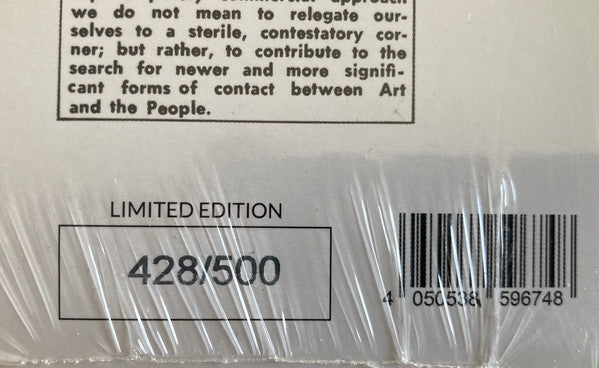 commercial approach
we do not mean to relegate our-
selves to a sterile, contestatory cor-
ner; but rather, to contribute to the
search for newer and more signifi-
cant forms of contact between Art
and the People.
LIMITED EDITION
428/500
4 050538 596748